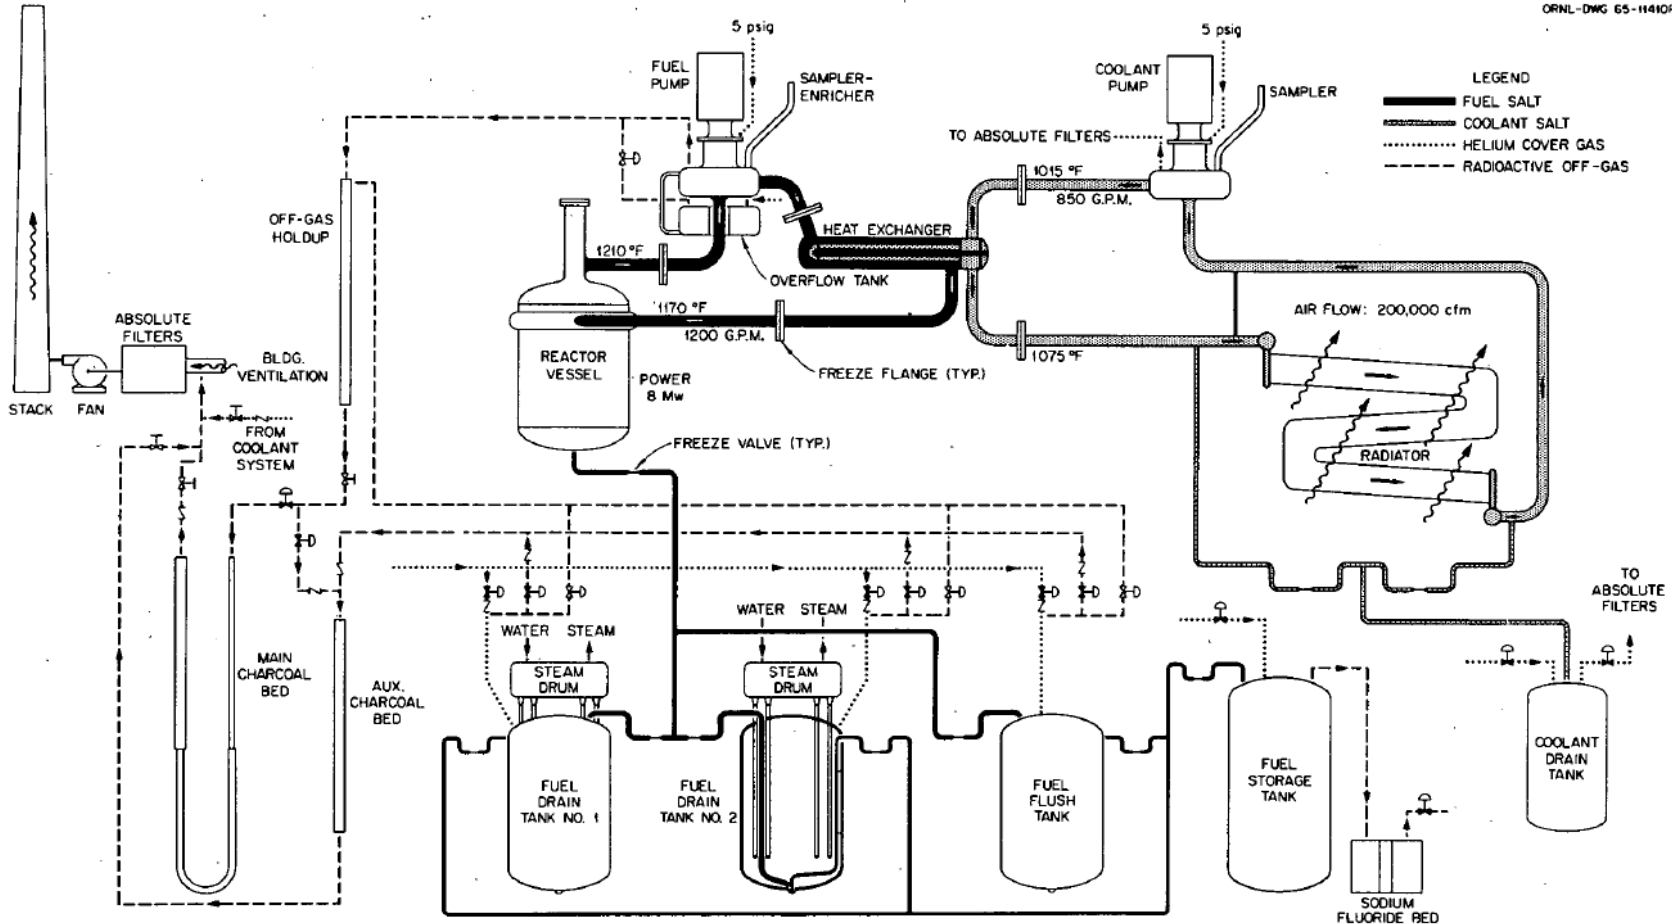 ORNL-DWG 65-11410R
5 psig
5 psig
FUEL
PUMP
SAMPLER-
ENRICHER
COOLANT
PUMP
SAMPLER
LEGEND
FUEL SALT
COOLANT SALT
HELIUM COVER GAS
RADIOACTIVE OFF-GAS
TO ABSOLUTE FILTERS
1015 °F
850 G.P.M.
OFF-GAS
HOLDUP
HEAT EXCHANGER
1210 °F
OVERFLOW TANK
1170 °F
1200 G.P.M.
1075 °F
AIR FLOW: 200,000 cfm
ABSOLUTE
FILTERS
BLDG.
VENTILATION
REACTOR
VESSEL
POWER
8 Mw
FREEZE FLANGE (TYP.)
STACK
FAN
FROM
COOLANT
SYSTEM
FREEZE VALVE (TYP.)
RADIATOR
TO
ABSOLUTE
FILTERS
WATER
STEAM
WATER
STEAM
MAIN
CHARCOAL
BED
AUX.
CHARCOAL
BED
STEAM
DRUM
STEAM
DRUM
FUEL
DRAIN
TANK NO. 1
FUEL
DRAIN
TANK NO. 2
FUEL
FLUSH
TANK
FUEL
STORAGE
TANK
COOLANT
DRAIN
TANK
SODIUM
FLUORIDE BED